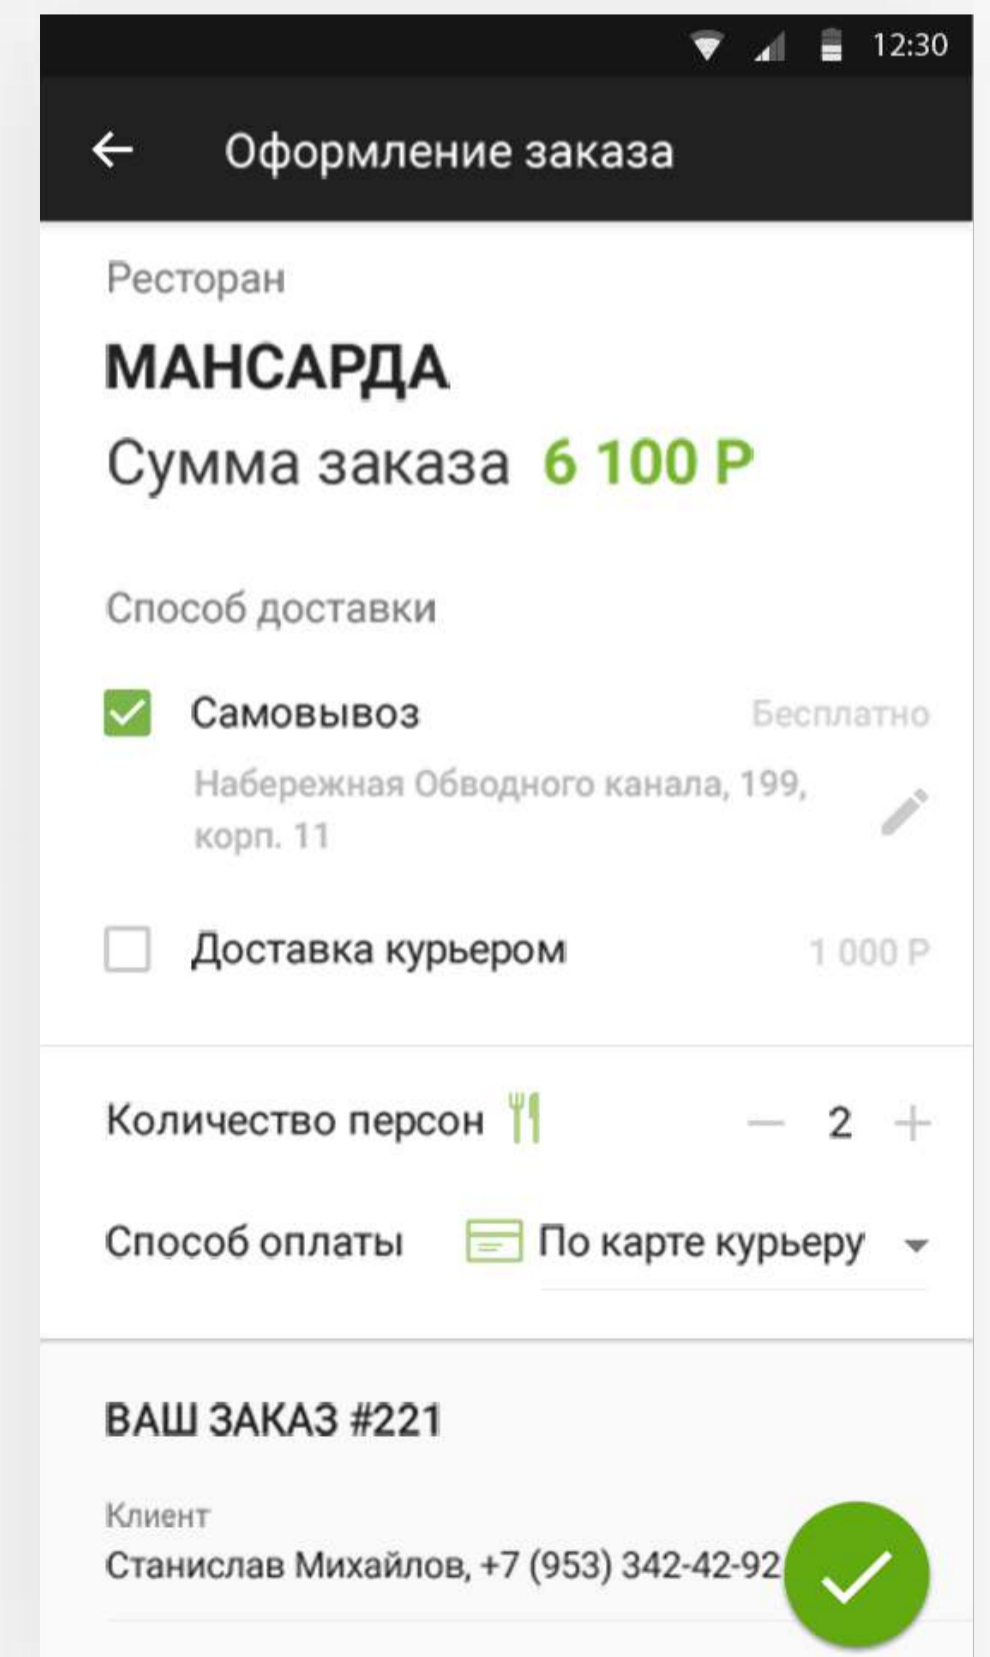 12:30
Оформление заказа
Ресторан
МАНСАРДА
Сумма заказа 6 100 Р
Способ доставки
Самовывоз Бесплатно
Набережная Обводного канала, 199,
корп. 11
Доставка курьером 1 000 Р
Количество персон 2
Способ оплаты По карте курьеру
ВАШ ЗАКАЗ #221
Клиент
Станислав Михайлов, +7 (953) 342-42-92